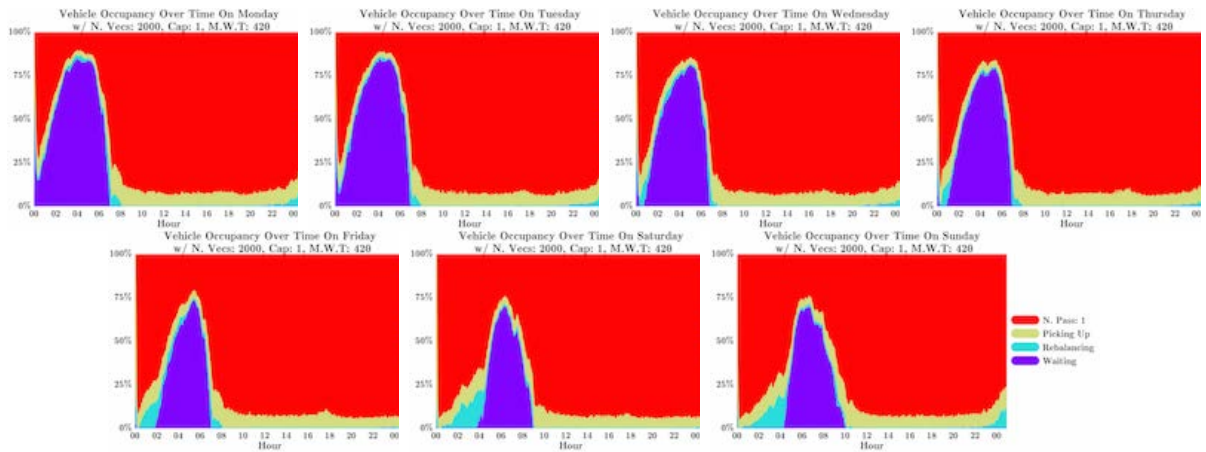 Vehicle Occupancy Over Time On Monday
w/ N. Vecs: 2000, Cap: 1, M.W.T: 420
100%
75%
50%
25%
0%
00 02 04 06 08 10 12 14 16 18 20 22 00
Hour
Vehicle Occupancy Over Time On Tuesday
w/ N. Vecs: 2000, Cap: 1, M.W.T: 420
100%
75%
50%
25%
0%
00 02 04 06 08 10 12 14 16 18 20 22 00
Hour
Vehicle Occupancy Over Time On Wednesday
w/ N. Vecs: 2000, Cap: 1, M.W.T: 420
100%
75%
50%
25%
0%
00 02 04 06 08 10 12 14 16 18 20 22 00
Hour
Vehicle Occupancy Over Time On Thursday
w/ N. Vecs: 2000, Cap: 1, M.W.T: 420
100%
75%
50%
25%
0%
00 02 04 06 08 10 12 14 16 18 20 22 00
Hour
Vehicle Occupancy Over Time On Friday
w/ N. Vecs: 2000, Cap: 1, M.W.T: 420
100%
75%
50%
25%
0%
00 02 04 06 08 10 12 14 16 18 20 22 00
Hour
Vehicle Occupancy Over Time On Saturday
w/ N. Vecs: 2000, Cap: 1, M.W.T: 420
100%
75%
50%
25%
0%
00 02 04 06 08 10 12 14 16 18 20 22 00
Hour
Vehicle Occupancy Over Time On Sunday
w/ N. Vecs: 2000, Cap: 1, M.W.T: 420
100%
75%
50%
25%
0%
00 02 04 06 08 10 12 14 16 18 20 22 00
Hour
N. Pass: 1
Picking Up
Rebalancing
Waiting